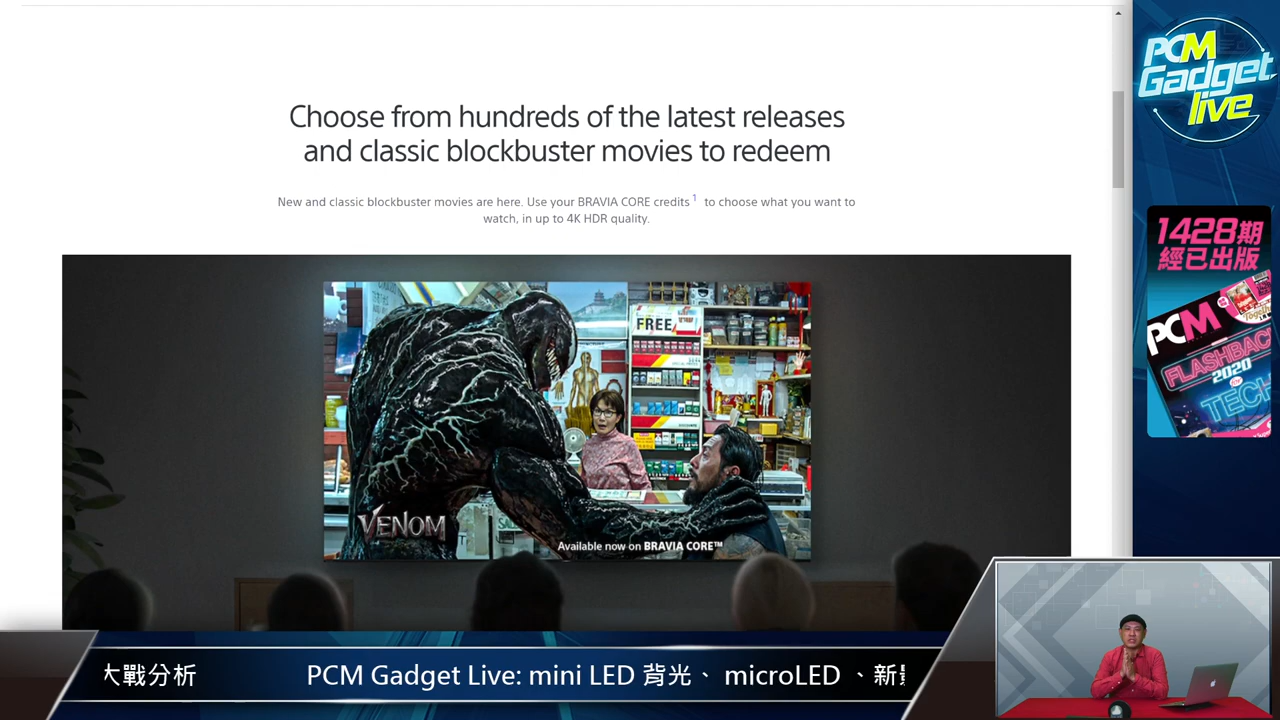 Choose from hundreds of the latest releases
and classic blockbuster movies to redeem
New and classic blockbuster movies are here. Use your BRAVIA CORE credits 1 to choose what you want to
watch, in up to 4K HDR quality.
FREE
VENOM
Available now on BRAVIA CORE™
PCM
Gadget
live
1428期
經已出版
PCM
FLASHBACK
2020
TECH
大戰分析 PCM Gadget Live: mini LED 背光、 microLED 、新